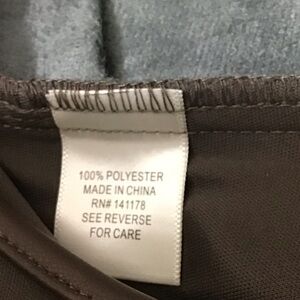 100% POLYESTER
MADE IN CHINA
RN# 141178
SEE REVERSE
FOR CARE